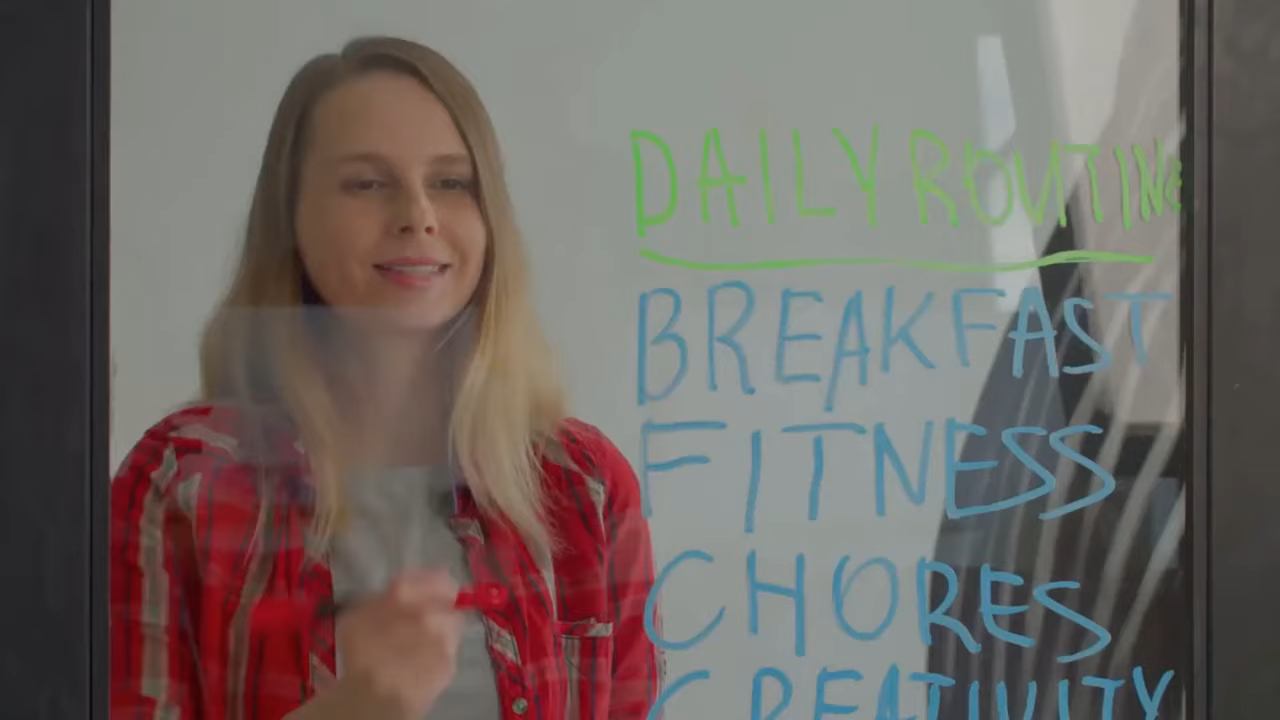 DAILY ROUTINE
BREAKFAST
FITNESS
CHORES
CREATIVITY